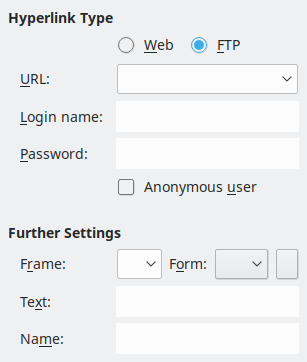 Hyperlink Type
Web FTP
URL:
Login name:
Password:
Anonymous user
Further Settings
Frame: Form:
Text:
Name: